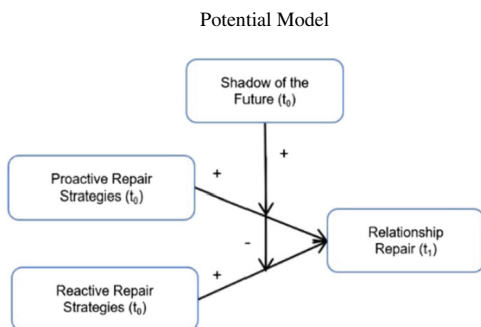 Potential Model
Shadow of the
Future (t₀)
+
+
Proactive Repair
Strategies (t₀)
Relationship
Repair (t₁)
-
+
Reactive Repair
Strategies (t₀)